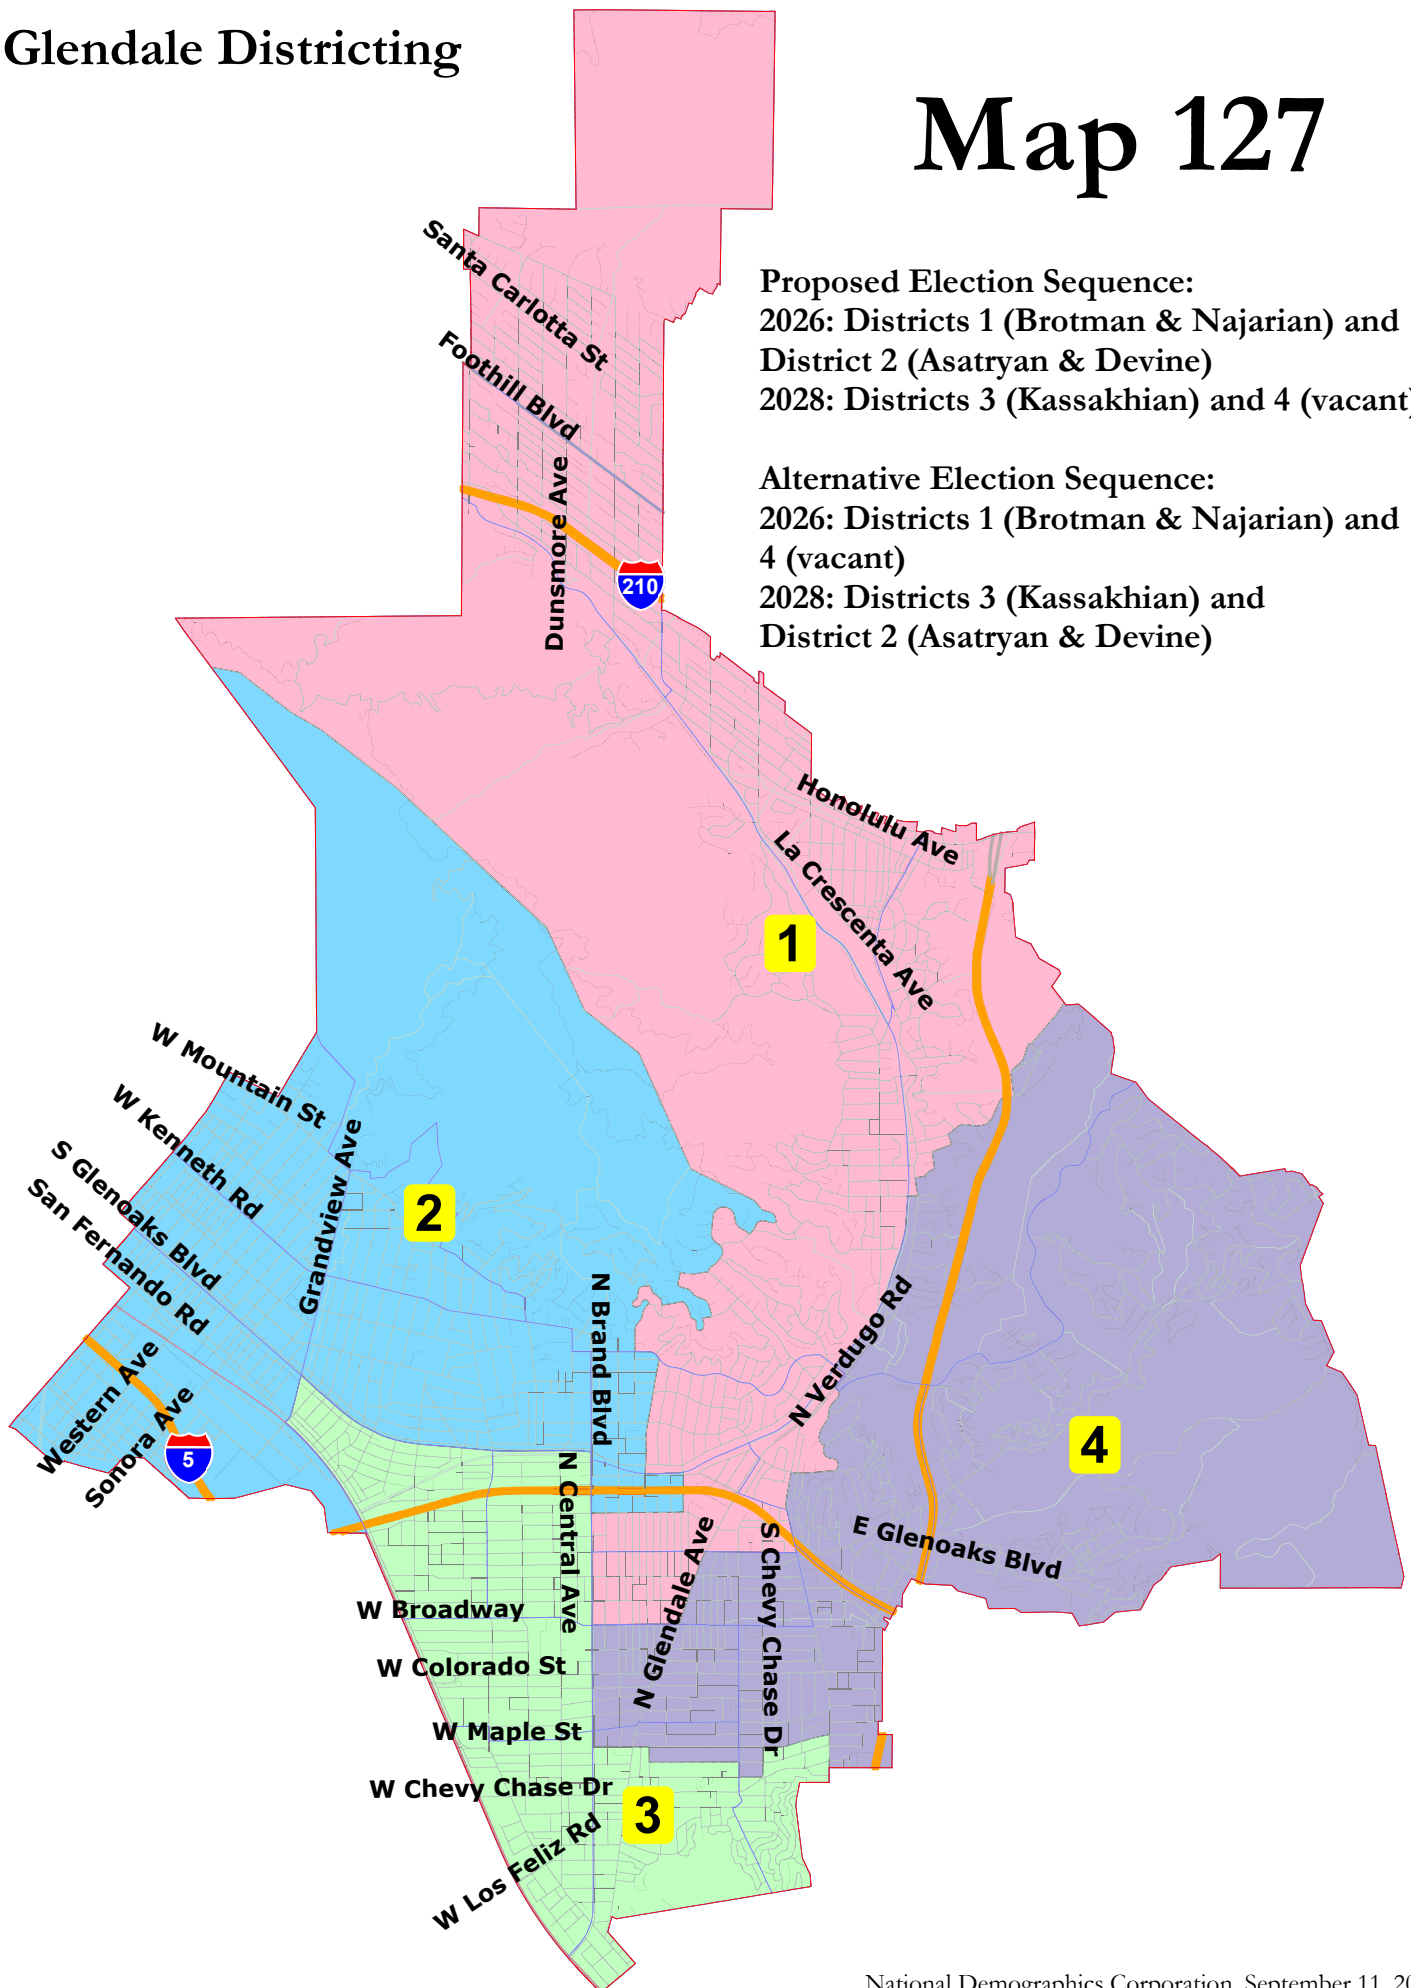 Glendale Districting
Map 127
Proposed Election Sequence:
2026: Districts 1 (Brotman & Najarian) and
District 2 (Asatryan & Devine)
2028: Districts 3 (Kassakhian) and 4 (vacant)
Alternative Election Sequence:
2026: Districts 1 (Brotman & Najarian) and
4 (vacant)
2028: Districts 3 (Kassakhian) and
District 2 (Asatryan & Devine)
Santa Carlotta St
Foothill Blvd
Dunsmore Ave
210
Honolulu Ave
La Crescenta Ave
1
W Mountain St
W Kenneth Rd
S Glenoaks Blvd
San Fernando Rd
Grandview Ave
2
N Brand Blvd
N Verdugo Rd
Western Ave
Sonora Ave
5
4
N Central Ave
N Glendale Ave
S Chevy Chase Dr
E Glenoaks Blvd
W Broadway
W Colorado St
W Maple St
W Chevy Chase Dr
3
W Los Feliz Rd
National Demographics Corporation, September 11, 20